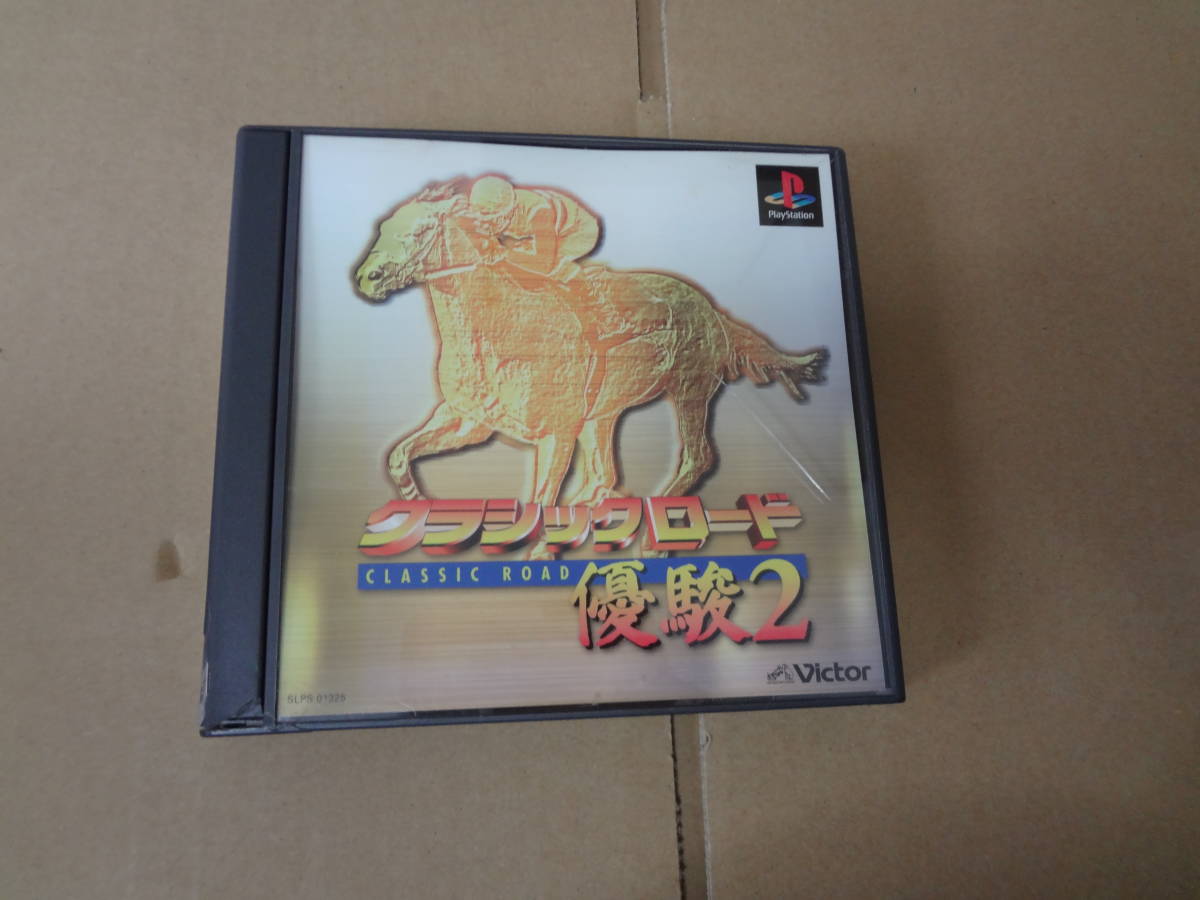 PlayStation
クラシックロード
CLASSIC ROAD
優駿2
Victor
SLPS 01325